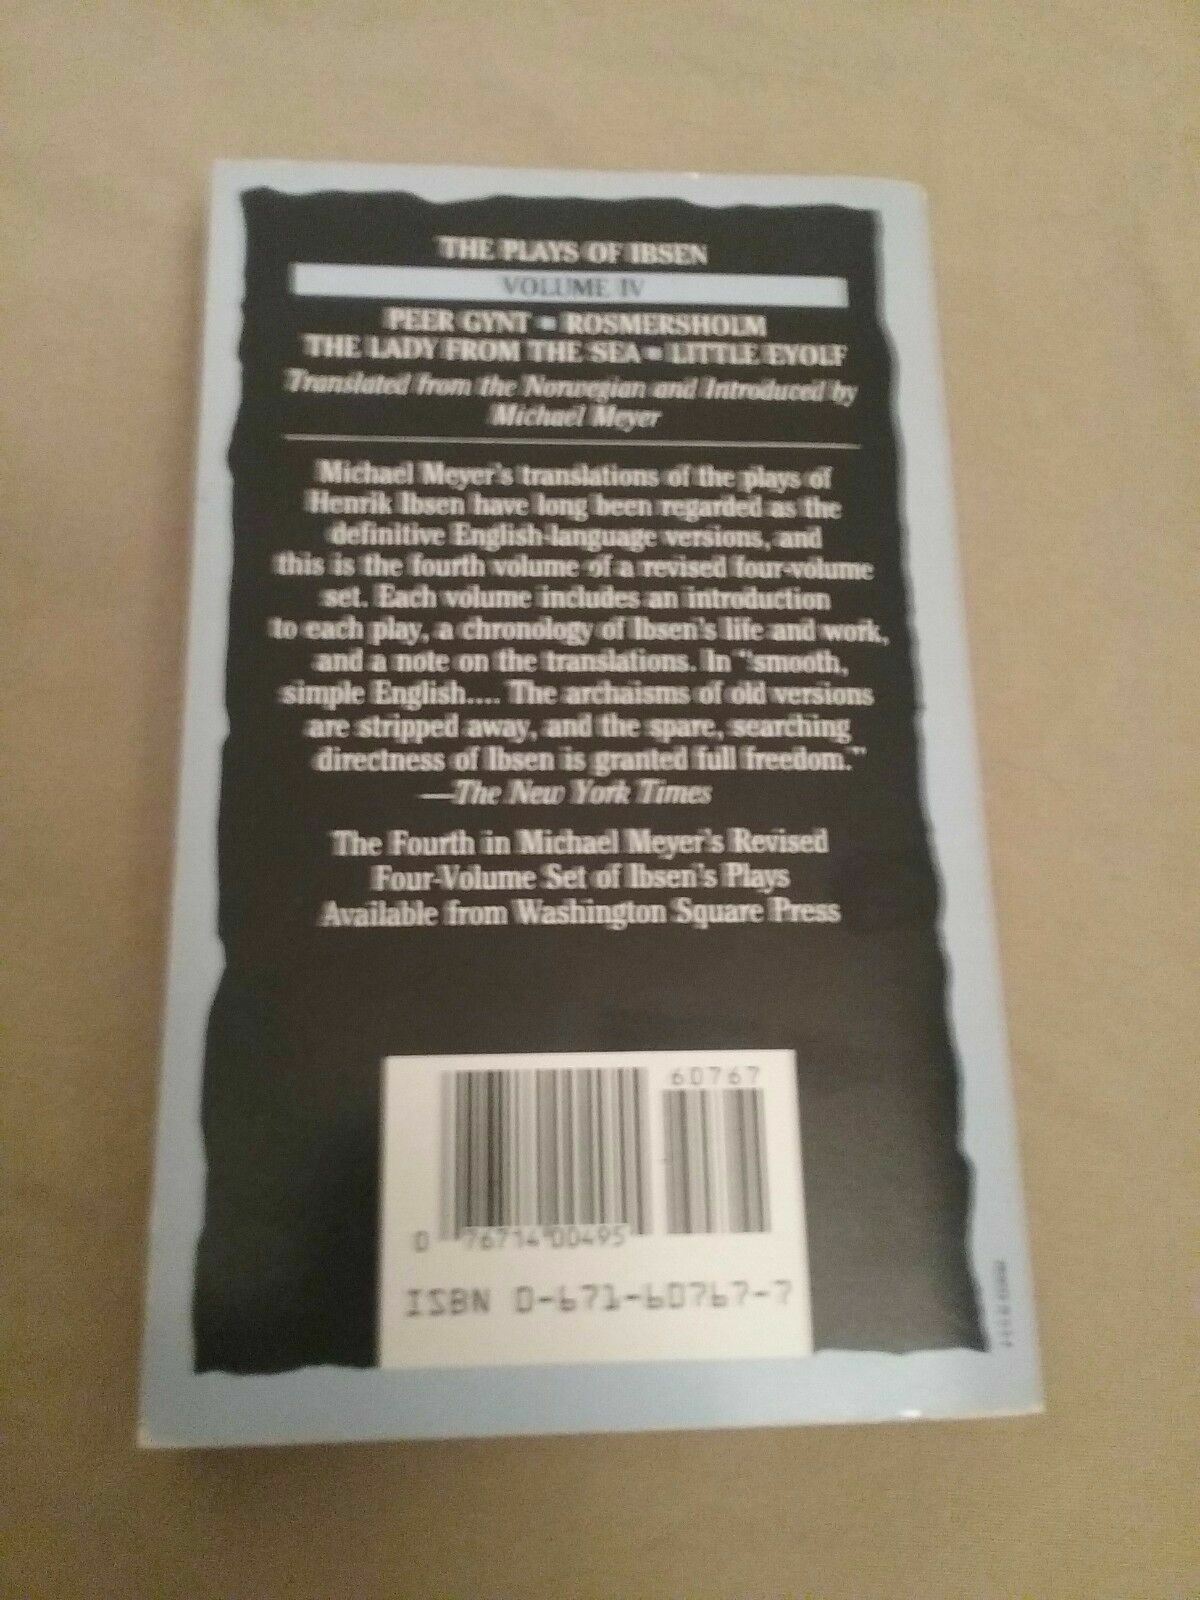 THE PLAYS OF IBSEN
VOLUME IV
PEER GYNT ▪ ROSMERSHOLM
THE LADY FROM THE SEA ▪ LITTLE EYOLF
Translated from the Norwegian and Introduced by
Michael Meyer
Michael Meyer's translations of the plays of
Henrik Ibsen have long been regarded as the
definitive English-language versions, and
this is the fourth volume of a revised four-volume
set. Each volume includes an introduction
to each play, a chronology of Ibsen's life and work,
and a note on the translations. In "smooth,
simple English.... The archaisms of old versions
are stripped away, and the spare, searching
directness of Ibsen is granted full freedom."
—The New York Times
The Fourth in Michael Meyer's Revised
Four-Volume Set of Ibsen's Plays
Available from Washington Square Press
60767
0 76714 00495
ISBN 0-671-60767-7